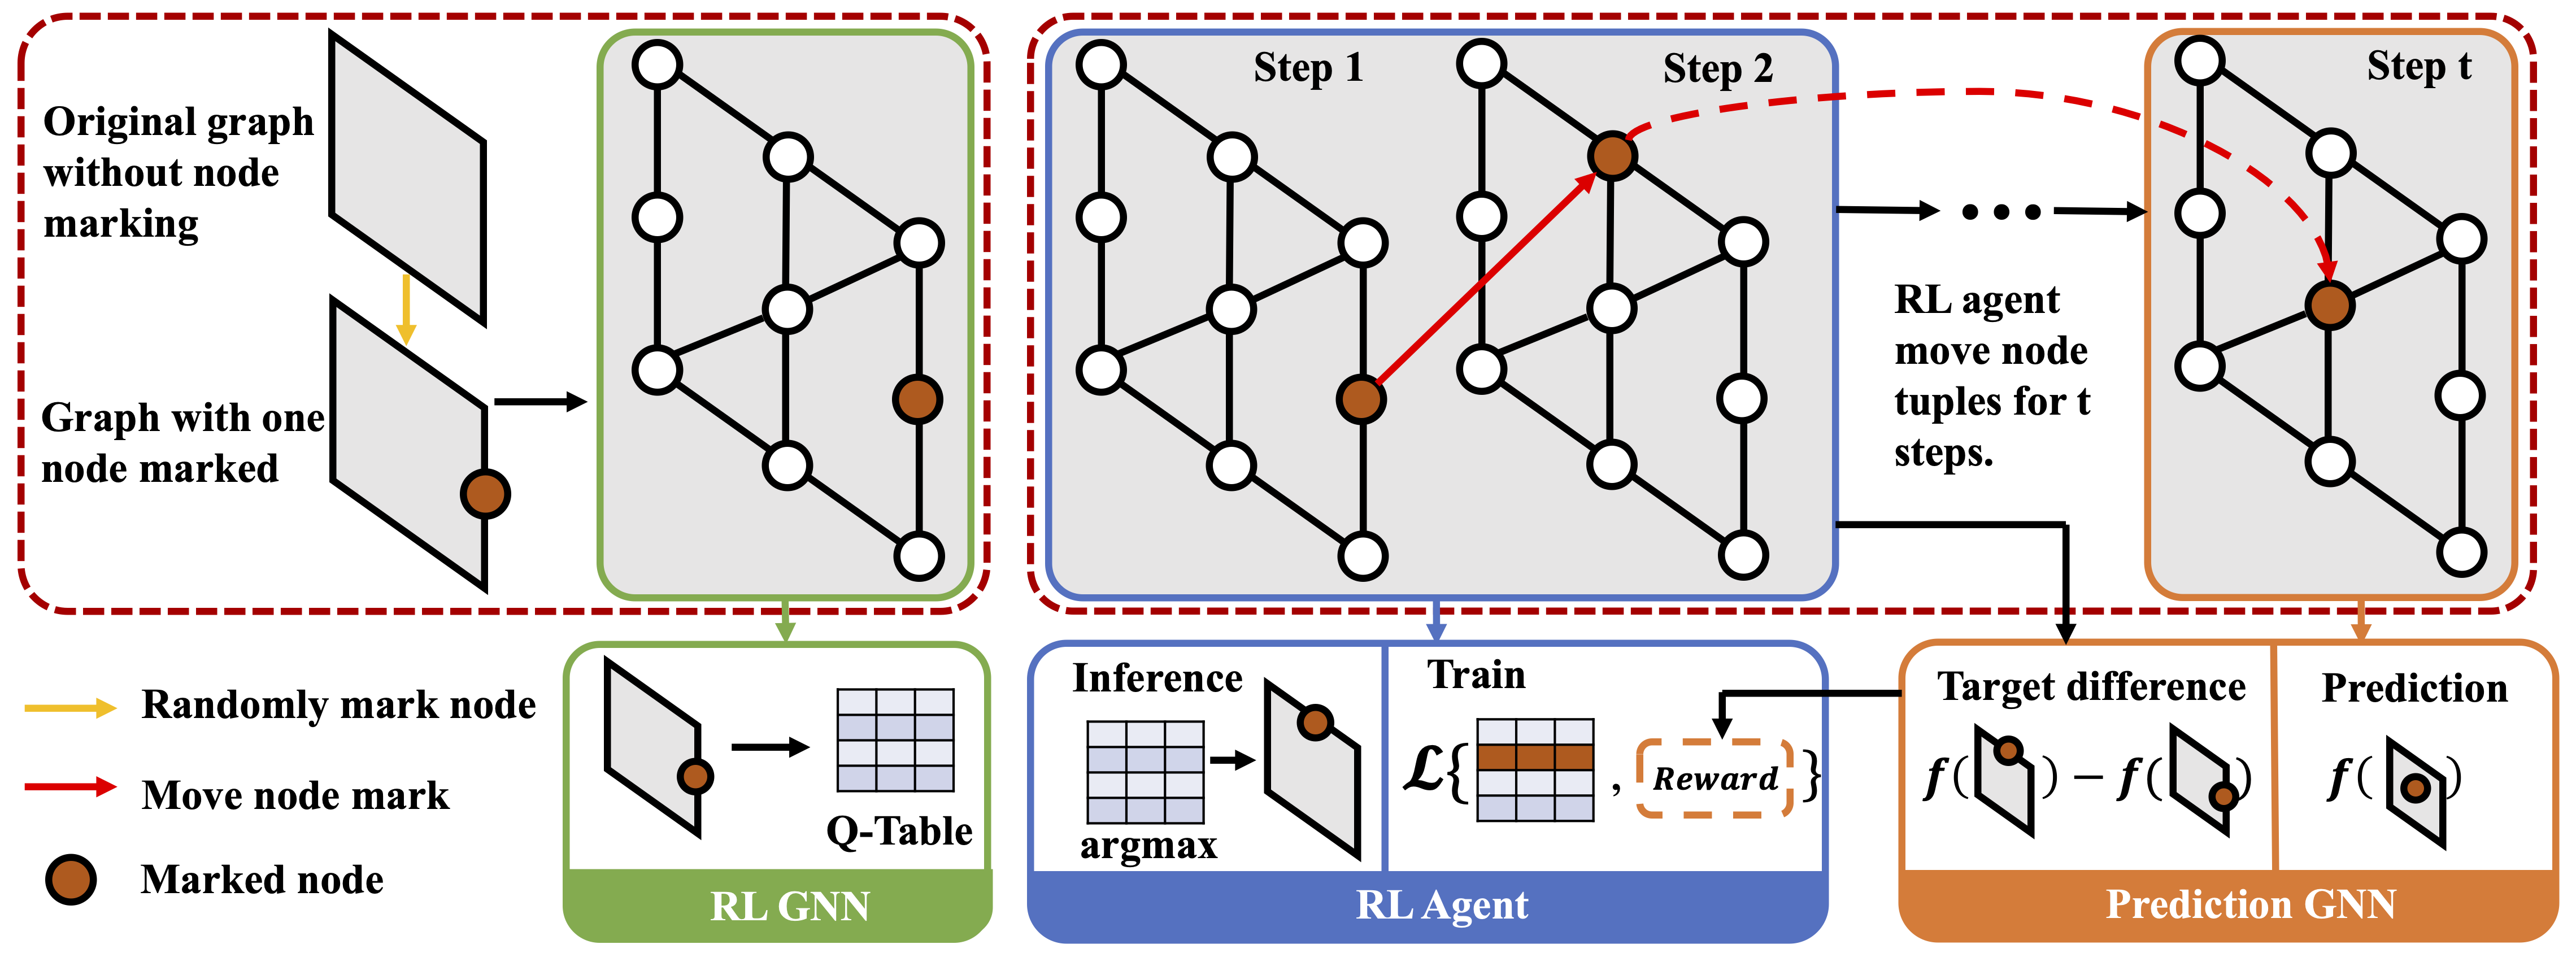 Original graph
without node
marking
Graph with one
node marked
Step 1
Step 2
Step t
RL agent
move node
tuples for t
steps.
Randomly mark node
Move node mark
Marked node
Q-Table
RL GNN
Inference
argmax
Train
ℒ{ , Reward }
RL Agent
Target difference
f( ) − f( )
Prediction
f( )
Prediction GNN